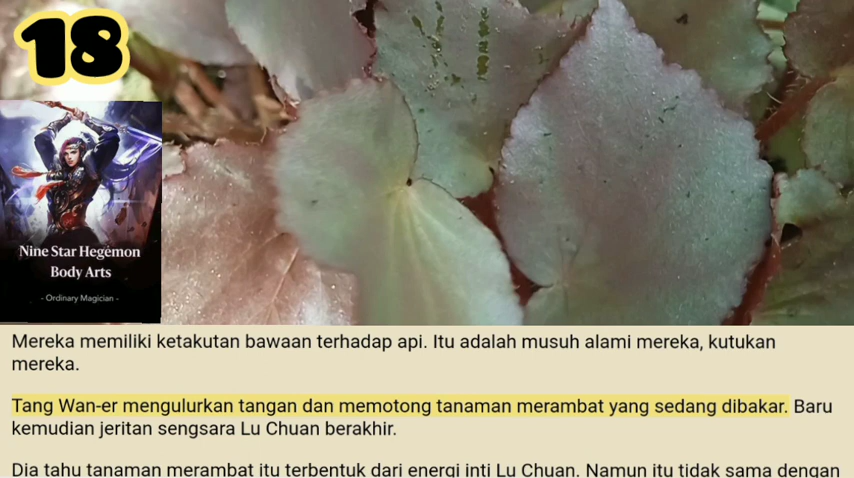 18
Nine Star Hegemon
Body Arts
- Ordinary Magician -
Mereka memiliki ketakutan bawaan terhadap api. Itu adalah musuh alami mereka, kutukan
mereka.
Tang Wan-er mengulurkan tangan dan memotong tanaman merambat yang sedang dibakar. Baru
kemudian jeritan sengsara Lu Chuan berakhir.
Dia tahu tanaman merambat itu terbentuk dari energi inti Lu Chuan. Namun itu tidak sama dengan